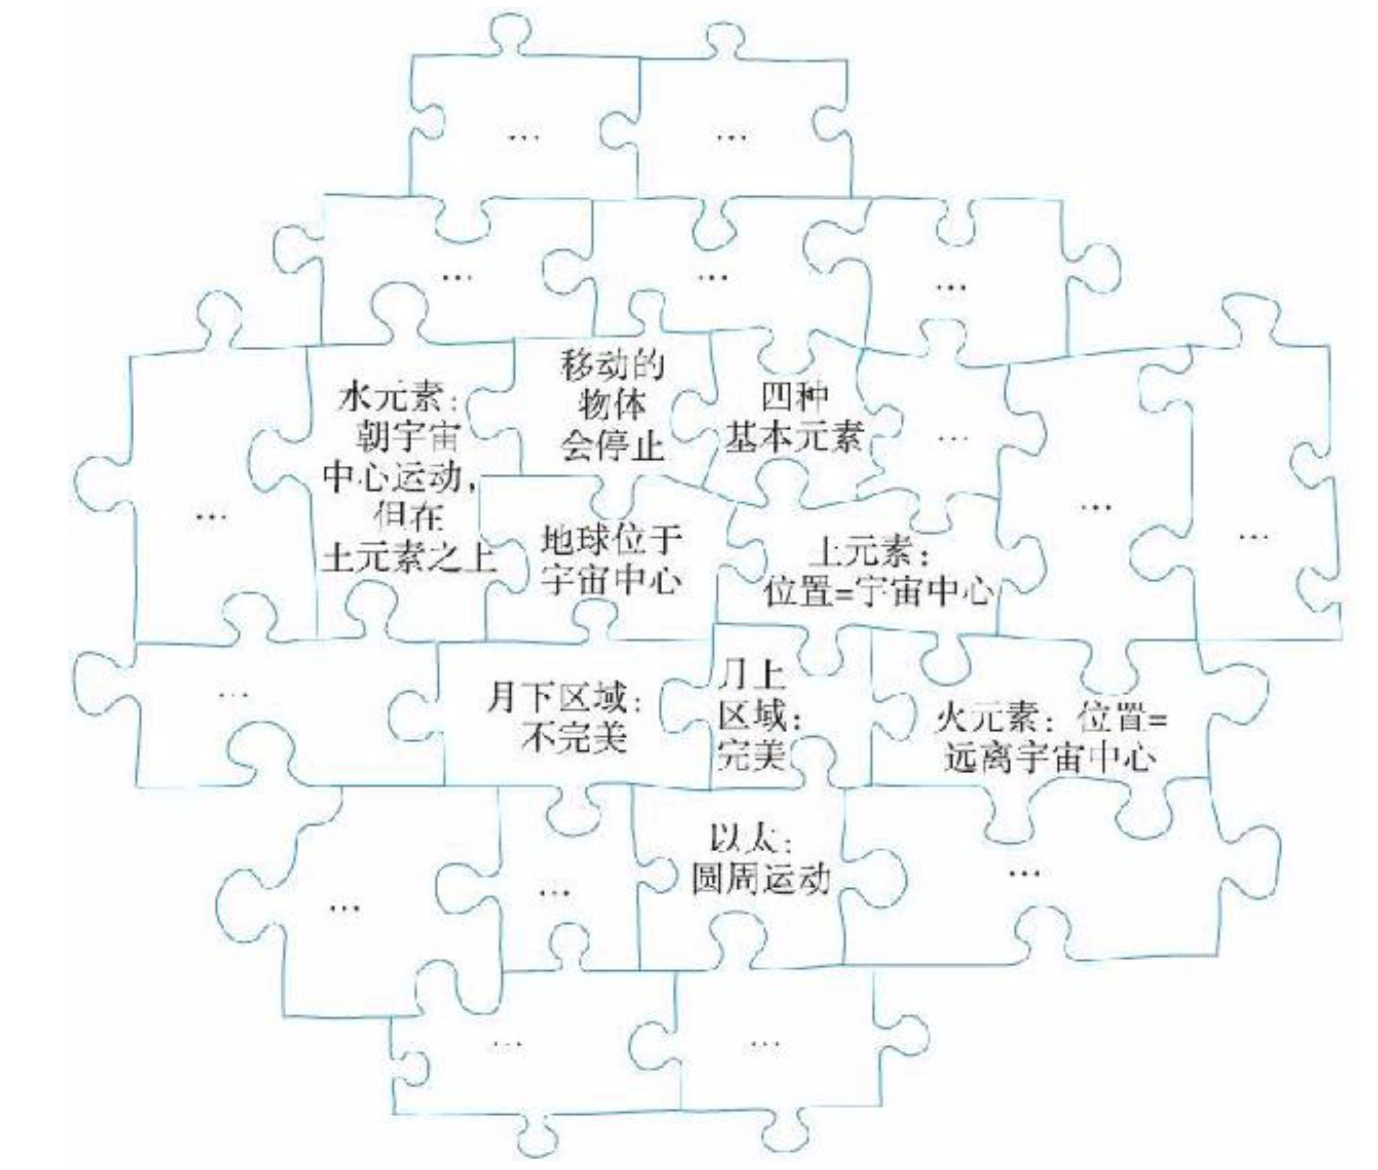 …
…
…
…
…
移动的
物体
会停止
水元素：
朝宇宙
中心运动，
但在
土元素之上
四种
基本元素
…
…
…
…
地球位于
宇宙中心
土元素：
位置=宇宙中心
…
月下区域：
不完美
月上
区域：
完美
火元素：位置=
远离宇宙中心
…
…
以太：
圆周运动
…
…
…